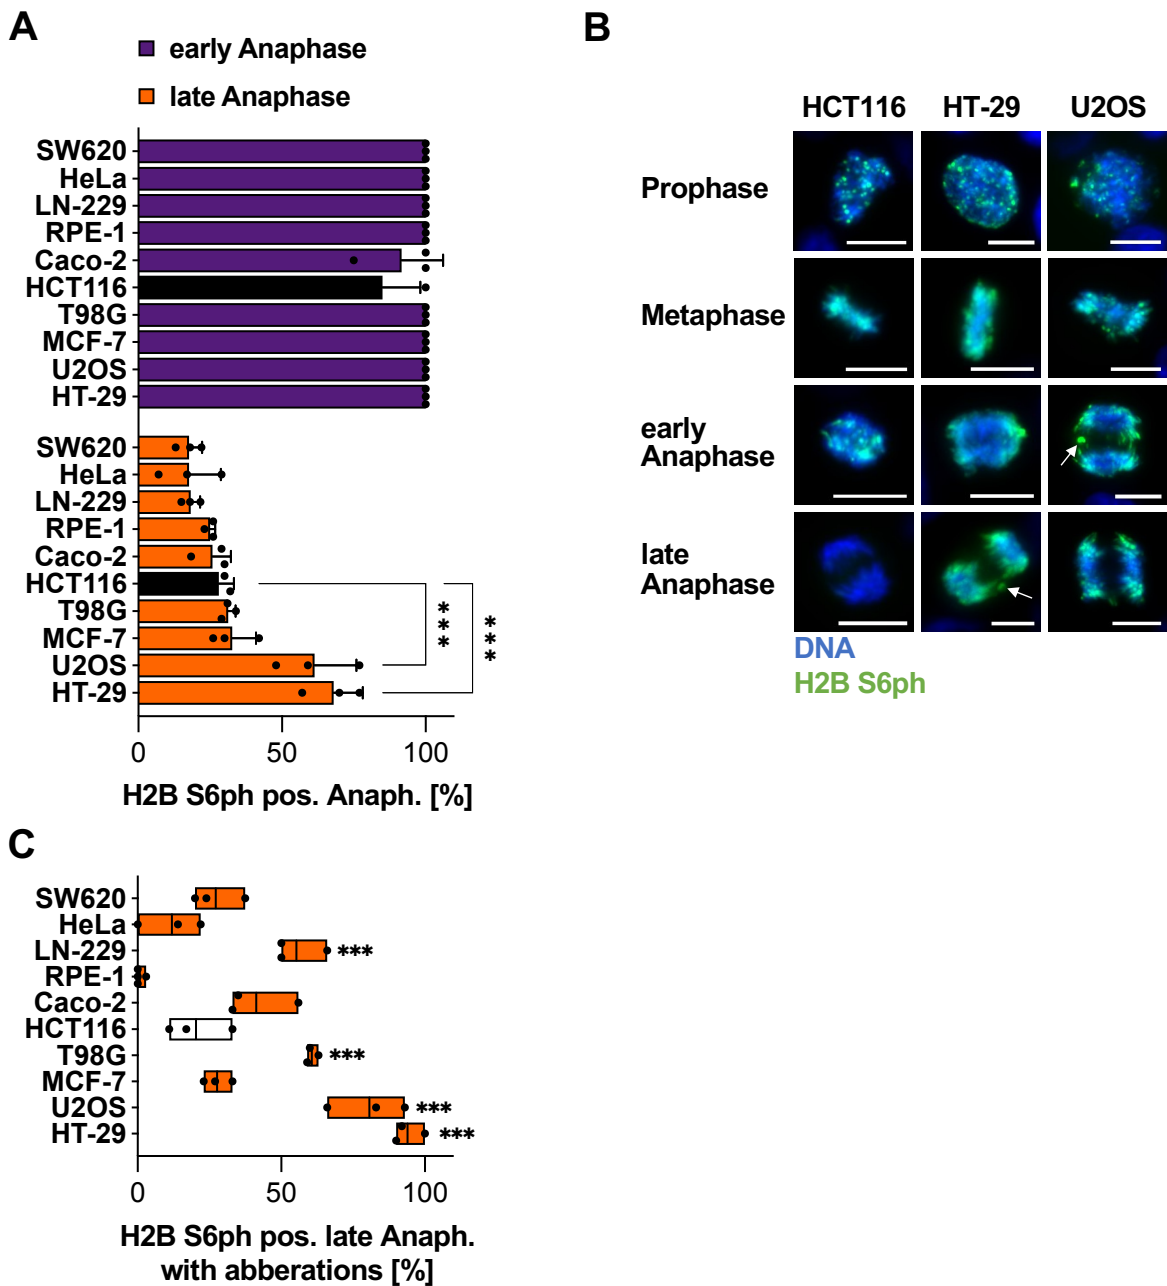 A
early Anaphase
late Anaphase
SW620
HeLa
LN-229
RPE-1
Caco-2
HCT116
T98G
MCF-7
U2OS
HT-29
SW620
HeLa
LN-229
RPE-1
Caco-2
HCT116
T98G
MCF-7
U2OS
HT-29
***
***
0 50 100
H2B S6ph pos. Anaph. [%]
B
HCT116 HT-29 U2OS
Prophase
Metaphase
early
Anaphase
late
Anaphase
DNA
H2B S6ph
C
SW620
HeLa
LN-229 ***
RPE-1
Caco-2
HCT116
T98G ***
MCF-7
U2OS ***
HT-29 ***
0 50 100
H2B S6ph pos. late Anaph.
with abberations [%]